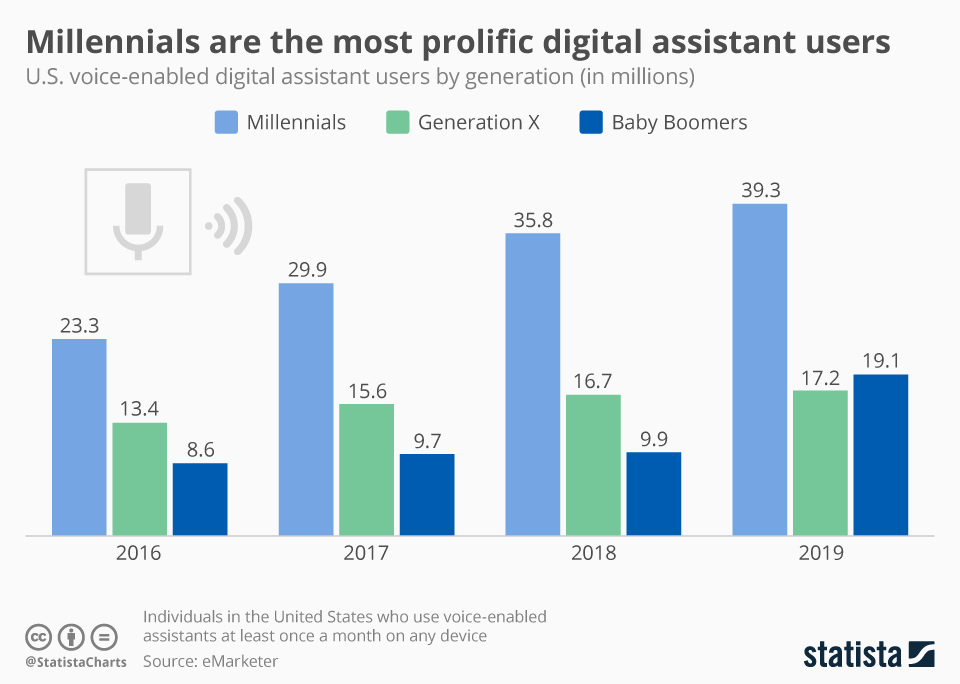 Millennials are the most prolific digital assistant users
U.S. voice-enabled digital assistant users by generation (in millions)
Millennials Generation X Baby Boomers
39.3
35.8
29.9
23.3
19.1
17.2
16.7
15.6
13.4
9.9
9.7
8.6
2016 2017 2018 2019
Individuals in the United States who use voice-enabled
assistants at least once a month on any device
cc
@StatistaCharts Source: eMarketer
statista